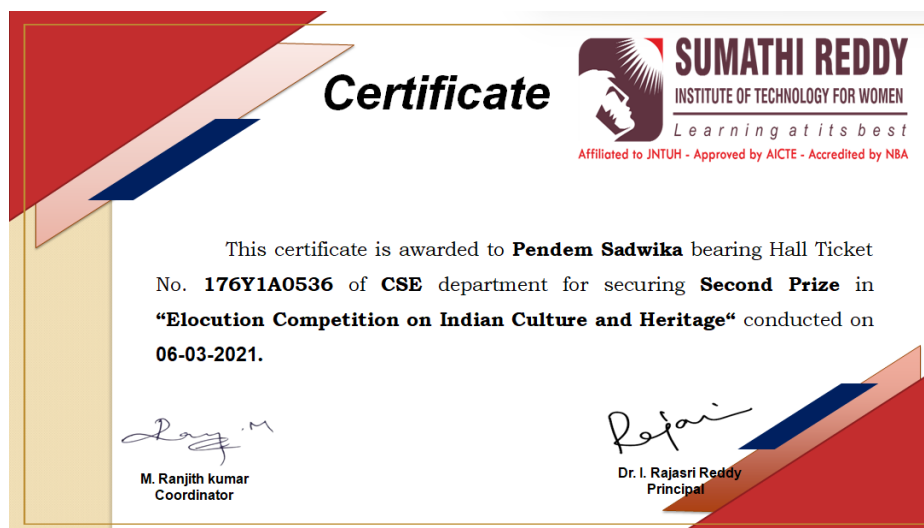 Certificate
SUMATHI REDDY
INSTITUTE OF TECHNOLOGY FOR WOMEN
Learning at its best
Affiliated to JNTUH - Approved by AICTE - Accredited by NBA
This certificate is awarded to Pendem Sadwika bearing Hall Ticket
No. 176Y1A0536 of CSE department for securing Second Prize in
“Elocution Competition on Indian Culture and Heritage“ conducted on
06-03-2021.
M. Ranjith kumar
Coordinator
Dr. I. Rajasri Reddy
Principal